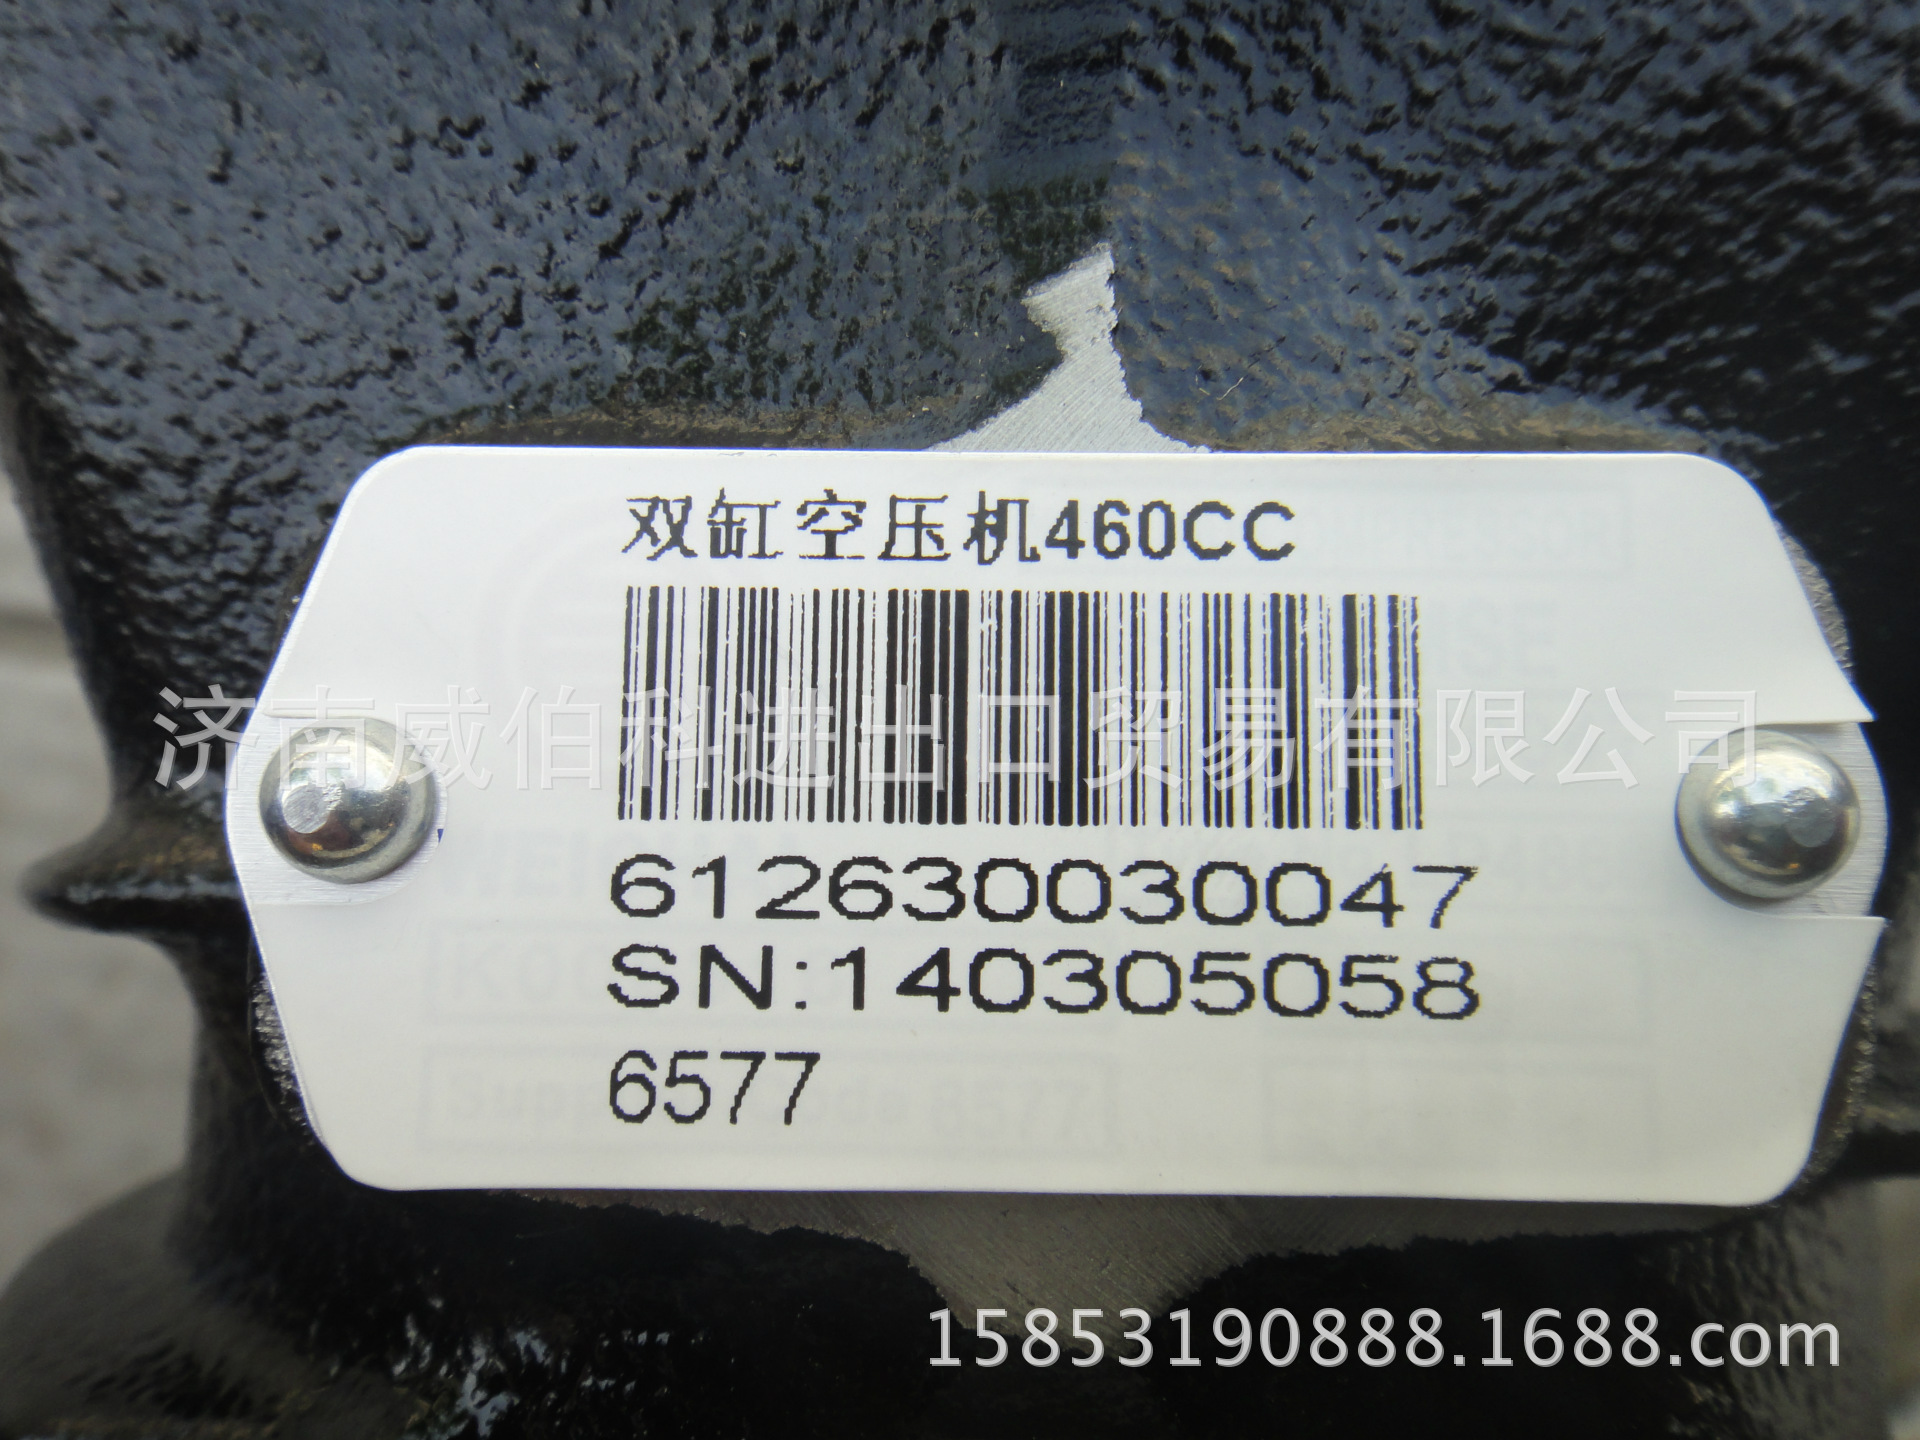 双缸空压机460CC
济南威伯科进出口贸易有限公司
612630030047
SN:140305058
6577
15853190888.1688.com